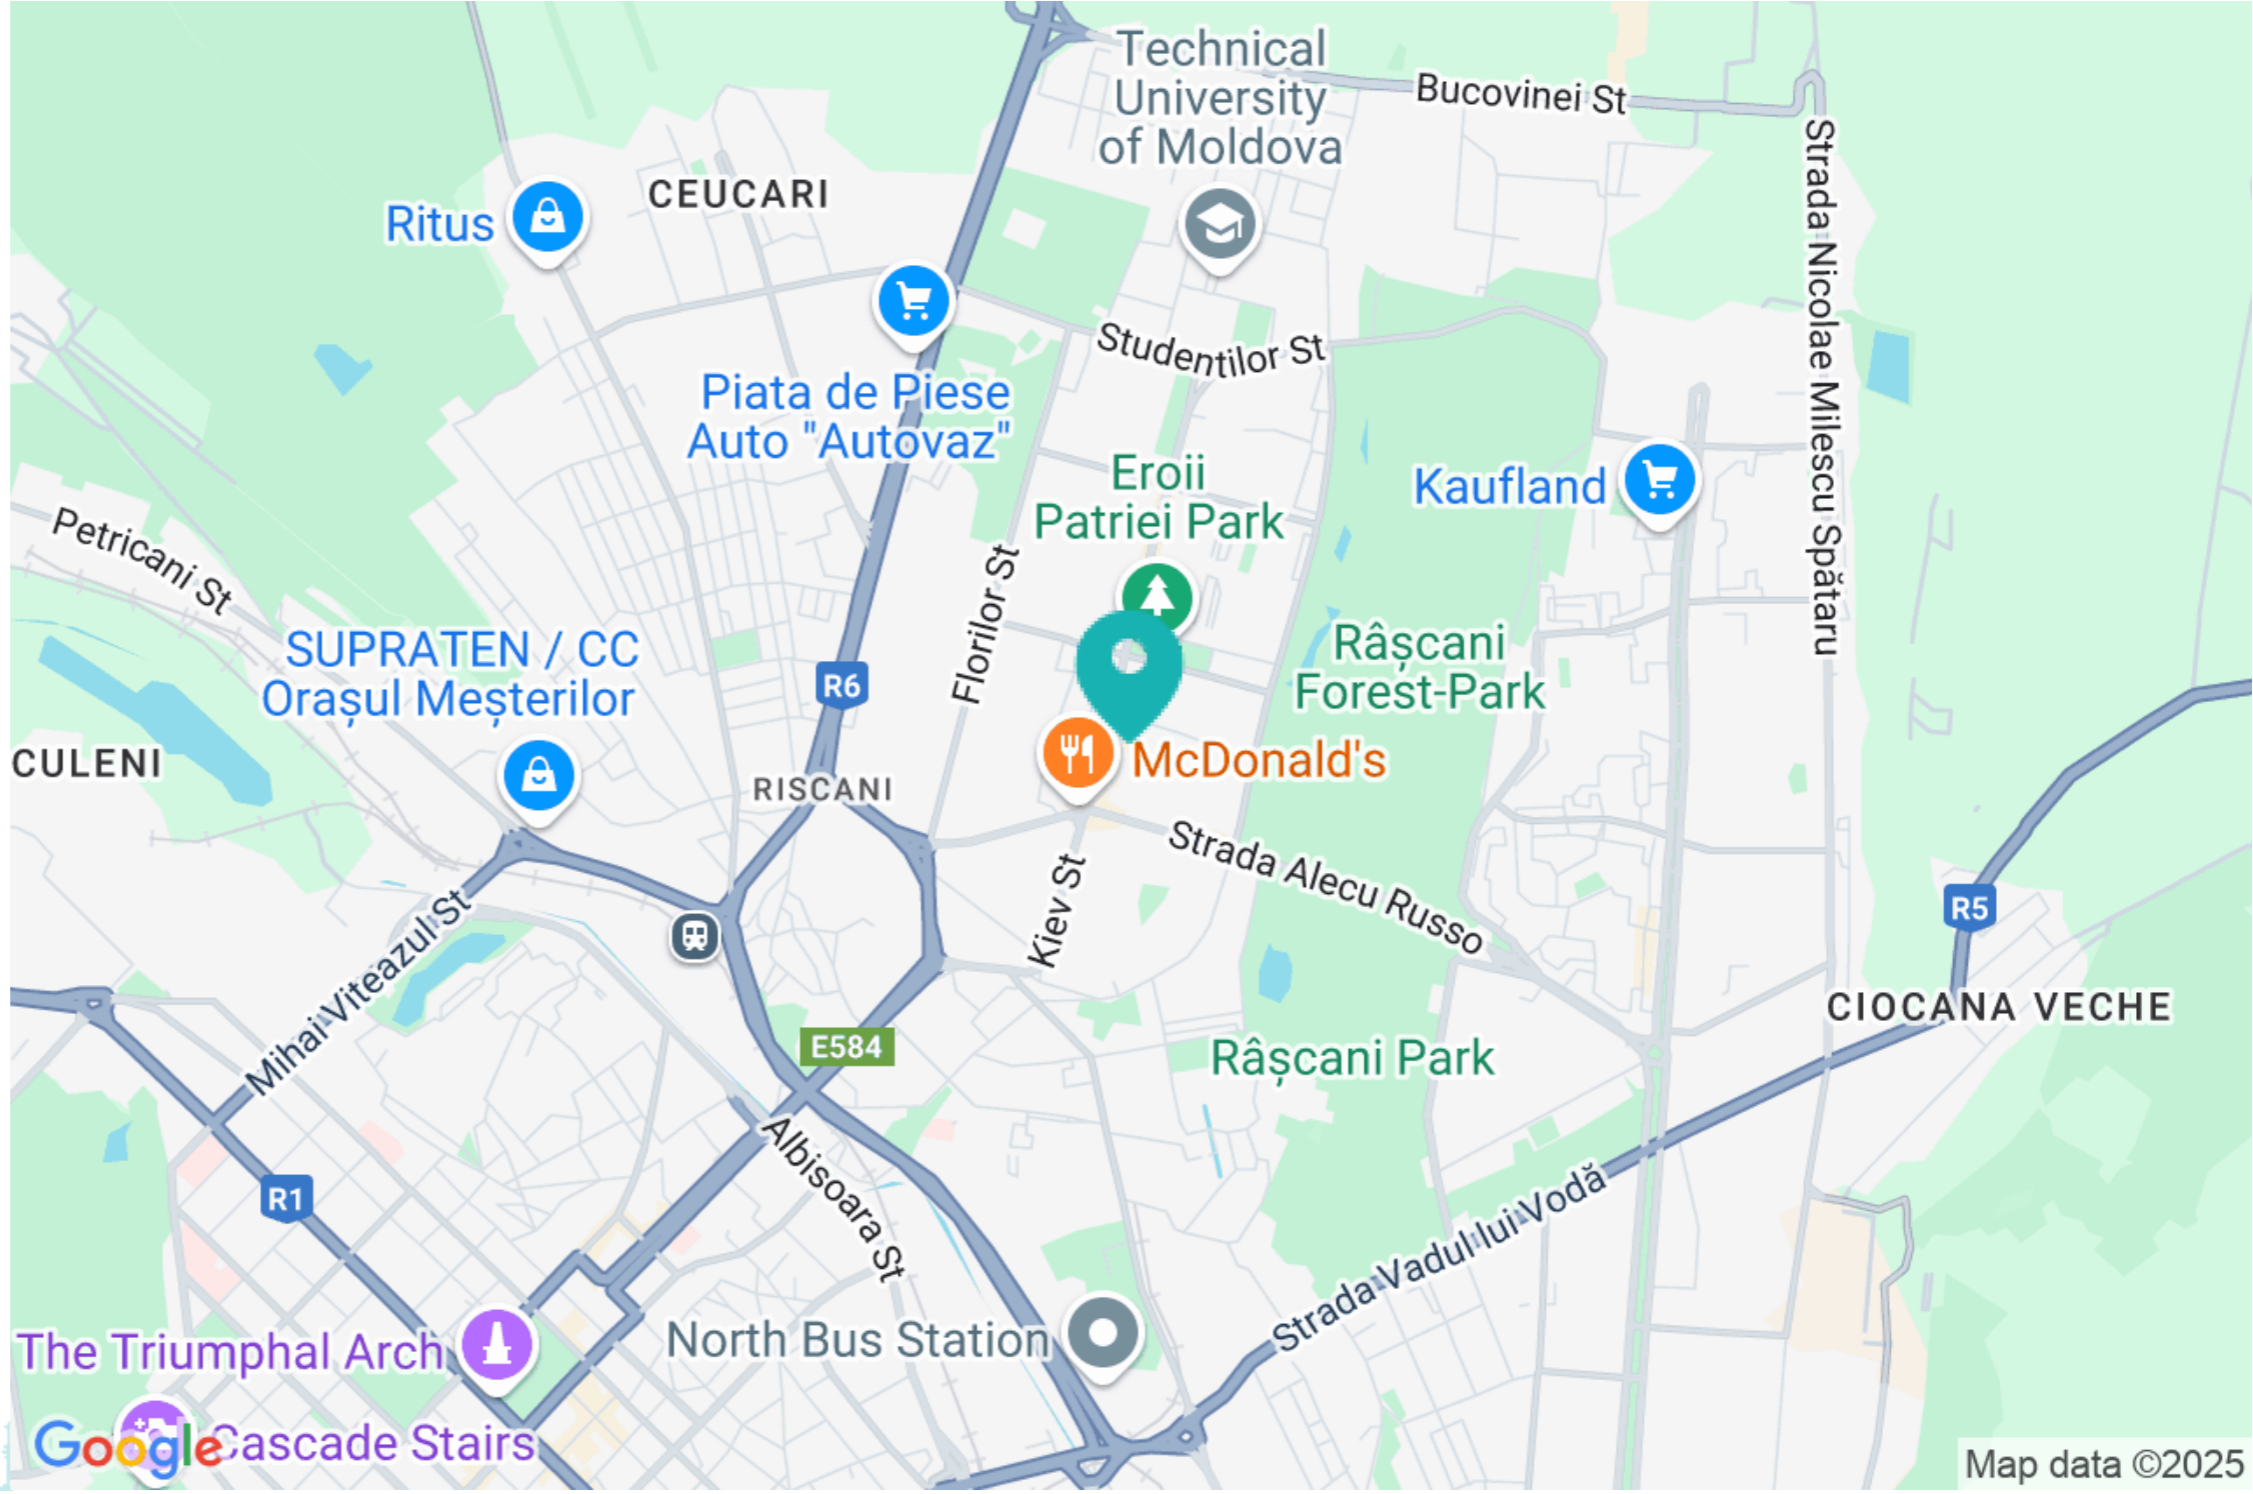 Technical
University
of Moldova
Bucovinei St
Strada Nicolae Milescu Spătaru
CEUCARI
Ritus
Studentilor St
Piata de Piese
Auto "Autovaz"
Eroii
Patriei Park
Kaufland
Petricani St
Florilor St
SUPRATEN / CC
Orașul Meșterilor
R6
Râșcani
Forest-Park
CULENI
RISCANI
McDonald's
Strada Alecu Russo
Kiev St
R5
Mihai Viteazul St
CIOCANA VECHE
E584
Râșcani Park
Albisoara St
R1
Strada Vadul lui Vodă
North Bus Station
The Triumphal Arch
Google
Cascade Stairs
Map data ©2025